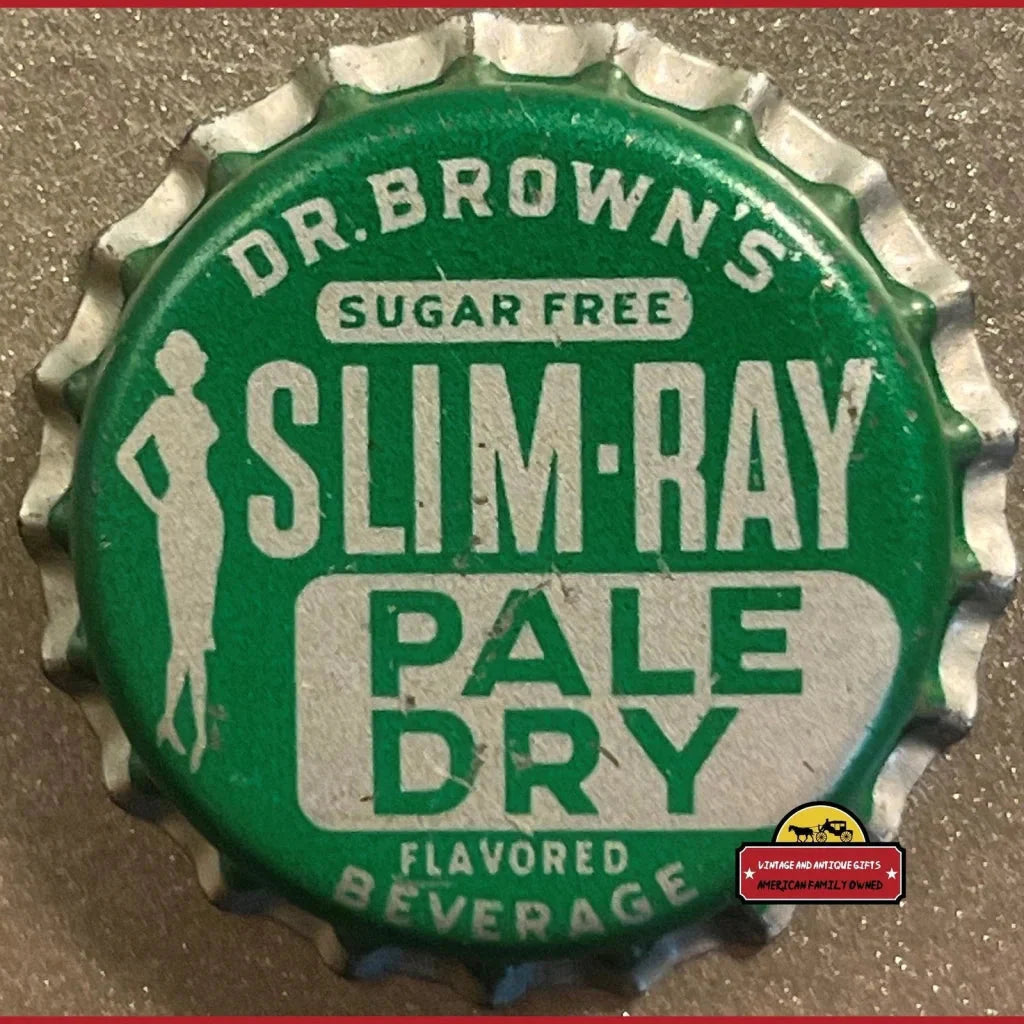 DR. BROWN'S
SUGAR FREE
SLIM·RAY
PALE
DRY
FLAVORED
BEVERAGE
VINTAGE AND ANTIQUE GIFTS
AMERICAN FAMILY OWNED